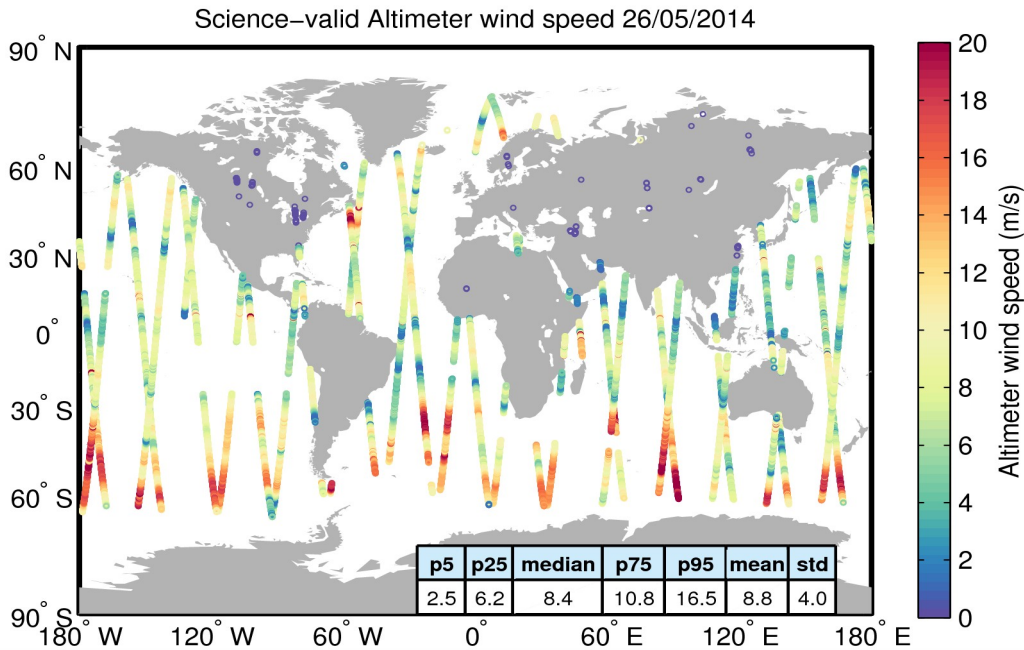 Science−valid Altimeter wind speed 26/05/2014
90° N
60° N
30° N
0°
30° S
60° S
90° S
180° W
120° W
60° W
0°
60° E
120° E
180° E
p5 p25 median p75 p95 mean std
2.5 6.2 8.4 10.8 16.5 8.8 4.0
20
18
16
14
12
10
8
6
4
2
0
Altimeter wind speed (m/s)